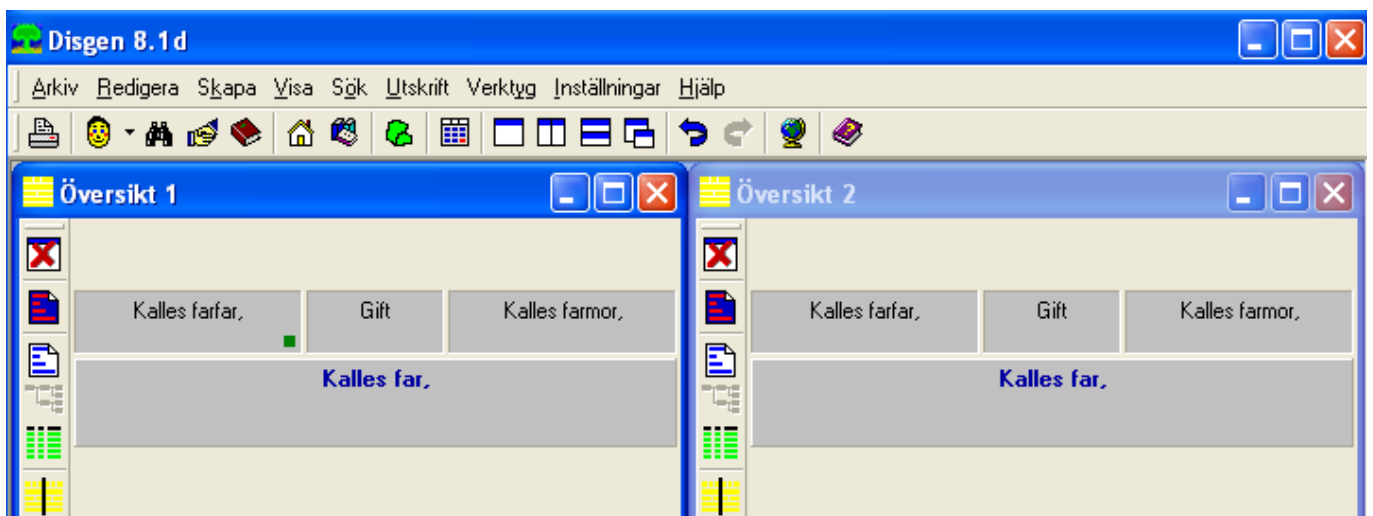 Disgen 8.1d
Arkiv Redigera Skapa Visa Sök Utskrift Verktyg Inställningar Hjälp
Översikt 1
Kalles farfar, Gift Kalles farmor,
Kalles far,
Översikt 2
Kalles farfar, Gift Kalles farmor,
Kalles far,